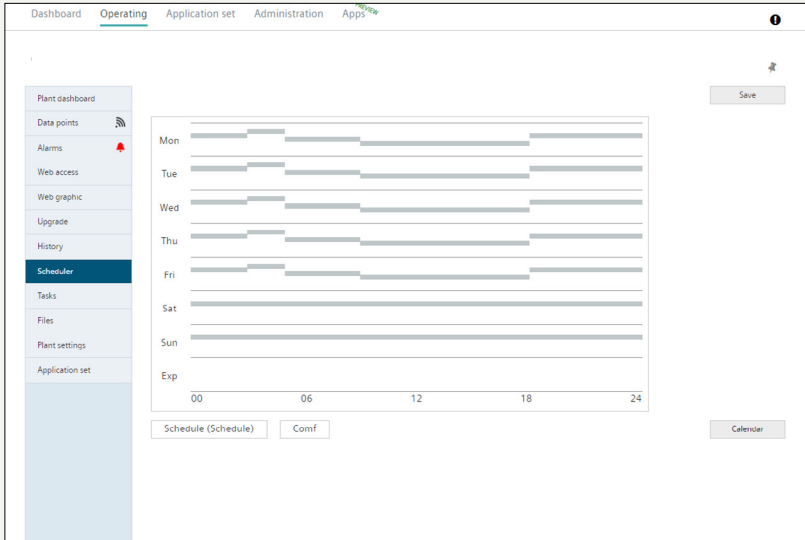 Dashboard Operating Application set Administration Apps PREVIEW
Plant dashboard
Save
Data points
Alarms
Web access
Web graphic
Upgrade
History
Scheduler
Tasks
Files
Plant settings
Application set
Mon
Tue
Wed
Thu
Fri
Sat
Sun
Exp
00 06 12 18 24
Schedule (Schedule) Comf Calendar